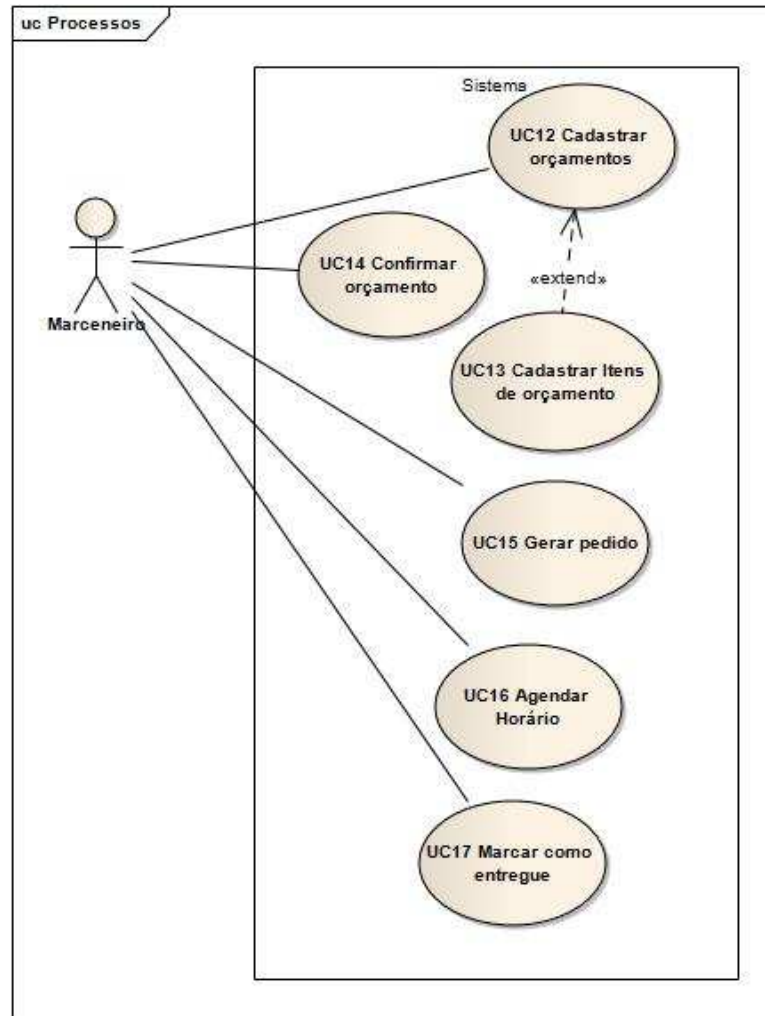 uc Processos
Sistema
UC12 Cadastrar
orçamentos
UC14 Confirmar
orçamento
«extend»
Marceneiro
UC13 Cadastrar Itens
de orçamento
UC15 Gerar pedido
UC16 Agendar
Horário
UC17 Marcar como
entregue